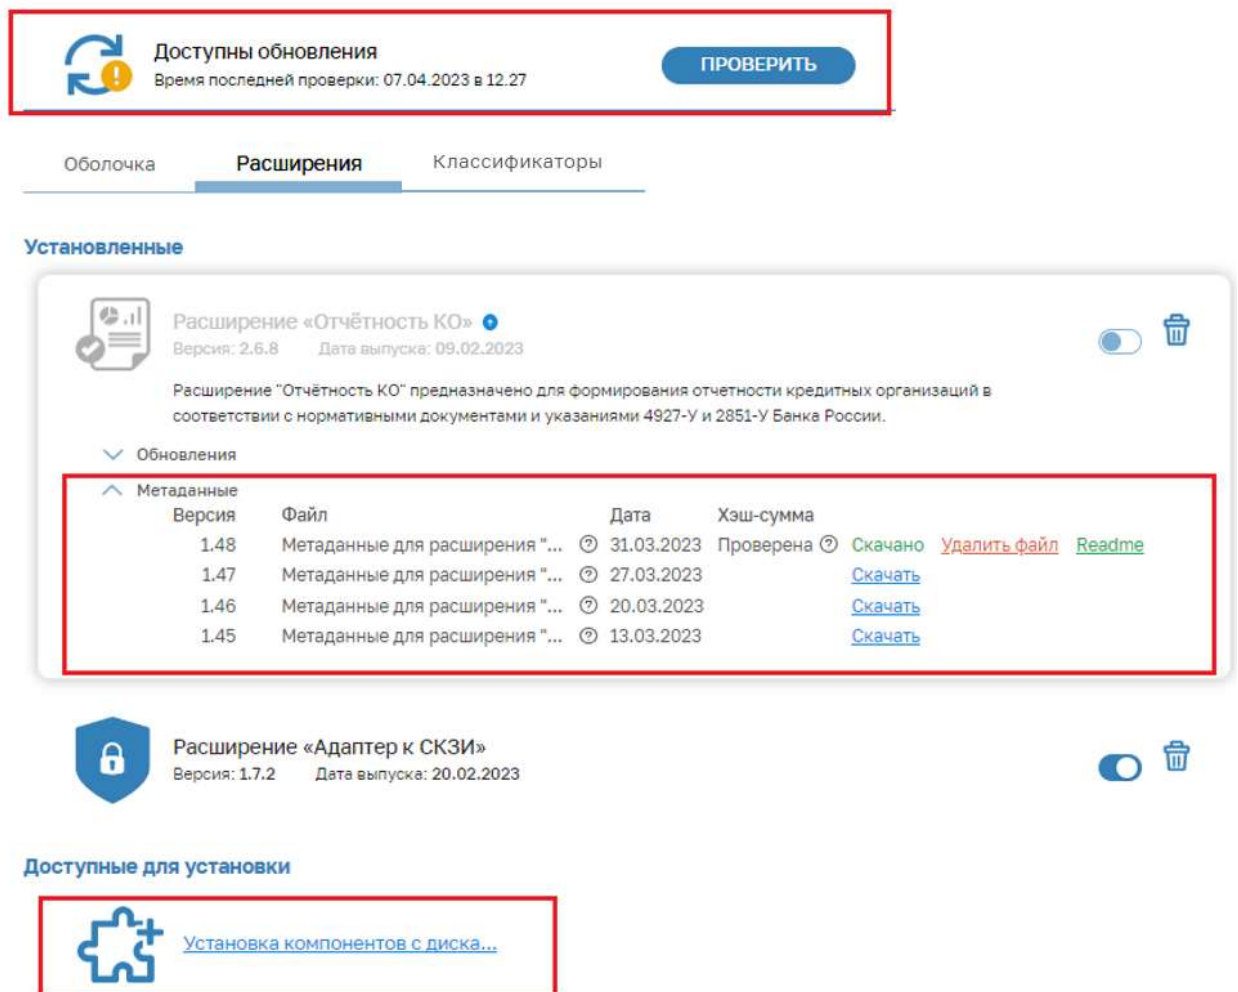 Доступны обновления
Время последней проверки: 07.04.2023 в 12.27
ПРОВЕРИТЬ
Оболочка Расширения Классификаторы
Установленные
Расширение «Отчётность КО»
Версия: 2.6.8 Дата выпуска: 09.02.2023
Расширение "Отчётность КО" предназначено для формирования отчетности кредитных организаций в
соответствии с нормативными документами и указаниями 4927-У и 2851-У Банка России.
Обновления
Метаданные
Версия Файл Дата Хэш-сумма
1.48 Метаданные для расширения "... 31.03.2023 Проверена Скачано Удалить файл Readme
1.47 Метаданные для расширения "... 27.03.2023 Скачать
1.46 Метаданные для расширения "... 20.03.2023 Скачать
1.45 Метаданные для расширения "... 13.03.2023 Скачать
Расширение «Адаптер к СКЗИ»
Версия: 1.7.2 Дата выпуска: 20.02.2023
Доступные для установки
Установка компонентов с диска...